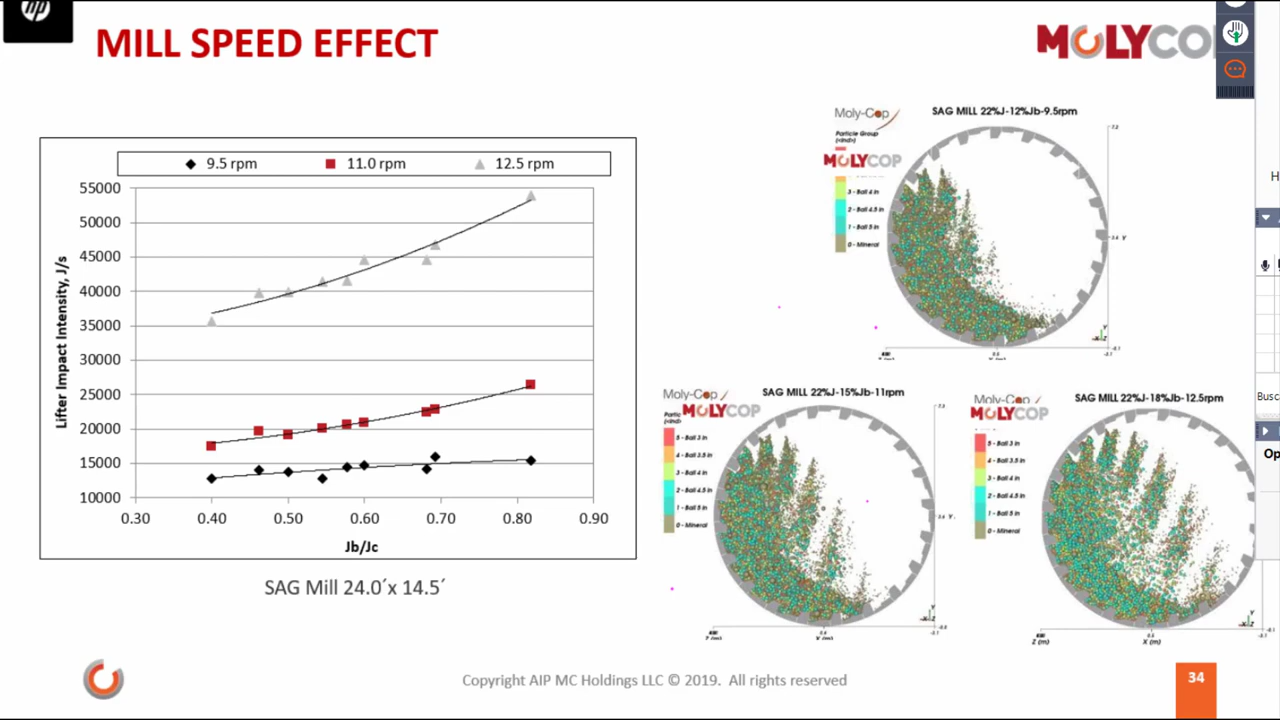 hp
MILL SPEED EFFECT
MOLYCO
9.5 rpm
11.0 rpm
12.5 rpm
Lifter Impact Intensity, J/s
55000
50000
45000
40000
35000
30000
25000
20000
15000
10000
0.30
0.40
0.50
0.60
0.70
0.80
0.90
Jb/Jc
SAG Mill 24.0´x 14.5´
Moly-Cop
SAG MILL 22%J-12%Jb-9.5rpm
Particle Group
MOLYCOP
3 - Ball 4 in
2 - Ball 4.5 in
1 - Ball 5 in
0 - Mineral
Y
Moly-Cop
SAG MILL 22%J-15%Jb-11rpm
MOLYCOP
5 - Ball 3 in
4 - Ball 3.5 in
3 - Ball 4 in
2 - Ball 4.5 in
1 - Ball 5 in
0 - Mineral
Y
Moly-Cop
SAG MILL 22%J-18%Jb-12.5rpm
MOLYCOP
5 - Ball 3 in
4 - Ball 3.5 in
3 - Ball 4 in
2 - Ball 4.5 in
1 - Ball 5 in
0 - Mineral
Z (m)
X (m)
Copyright AIP MC Holdings LLC © 2019. All rights reserved
34
H
Busc
Op